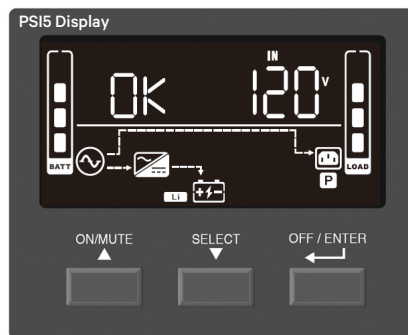 PSI5 Display
OK
IN
120 V
BATT
LOAD
P
Li
ON/MUTE
SELECT
OFF / ENTER